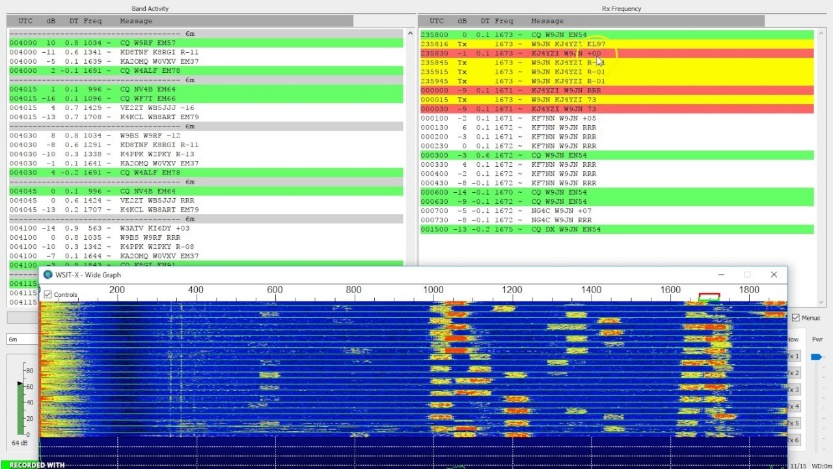 Band Activity
Rx Frequency
UTC dB DT Freq Message
UTC dB DT Freq Message
6m
004000 10 0.8 1034 ~ CQ W9RF EM57
004000 -11 0.6 1341 ~ KD8TNF K8RGI R-11
004000 -5 0.1 1639 ~ KA2OMQ W0VXV EM37
004000 2 -0.1 1691 ~ CQ W4ALF EM78
6m
004015 1 0.1 996 ~ CQ NV4B EM64
004015 -16 0.1 1096 ~ CQ WF7T EM66
004015 4 0.7 1429 ~ VE2ZT WB5JJJ -16
004015 -13 0.7 1708 ~ K4KCL WB8ART EM79
6m
004030 8 0.8 1034 ~ W9BS W9RF -12
004030 -8 0.6 1291 ~ KD8TNF K8RGI R-11
004030 -10 0.3 1338 ~ K4PPK W2PKY R-13
004030 -1 0.1 1641 ~ KA2OMQ W0VXV EM37
004030 4 -0.2 1691 ~ CQ W4ALF EM78
6m
004045 0 0.1 996 ~ CQ NV4B EM64
004045 0 0.6 1424 ~ VE2ZT WB5JJJ RRR
004045 -13 0.2 1707 ~ K4KCL WB8ART EM79
6m
004100 -14 0.9 563 ~ W3ATV KI6DY +03
004100 0 0.8 1035 ~ W9BS W9RF RRR
004100 -10 0.3 1342 ~ K4PPK W2PKY R-08
004100 -7 0.1 1644 ~ KA2OMQ W0VXV EM37
004115
004115
004115
235800 0 0.1 1673 ~ CQ W9JN EN54
235816 Tx 1673 ~ W9JN KJ4YZI EL97
235830 -1 0.1 1673 ~ KJ4YZI W9JN
235845 Tx 1673 ~ W9JN KJ4YZI
235915 Tx 1673 ~ W9JN KJ4YZI R-01
235945 Tx 1673 ~ W9JN KJ4YZI R-01
000000 -9 0.1 1673 ~ KJ4YZI W9JN RRR
000015 Tx 1673 ~ W9JN KJ4YZI 73
000030 -9 0.1 1673 ~ KJ4YZI W9JN 73
000100 -2 0.1 1672 ~ KF7NN W9JN +05
000130 6 0.1 1672 ~ KF7NN W9JN RRR
000200 -3 0.1 1672 ~ KF7NN W9JN RRR
000230 0 0.1 1672 ~ KF7NN W9JN RRR
000300 -3 0.6 1672 ~ CQ W9JN EN54
000330 4 0.1 1672 ~ KF7NN W9JN RRR
000400 -2 0.1 1672 ~ KF7NN W9JN RRR
000430 -8 -0.1 1671 ~ KF7NN W9JN RRR
000600 -14 -0.1 1670 ~ CQ W9JN EN54
000630 -9 -0.1 1672 ~ CQ W9JN EN54
000700 -5 -0.1 1672 ~ NG4C W9JN +07
000730 -8 -0.1 1671 ~ NG4C W9JN RRR
001500 -13 -0.2 1675 ~ CQ DX W9JN EN54
WSJT-X - Wide Graph
Controls
200 400 600 800 1000 1200 1400 1600 1800
Menus
6m
Now
Pwr
Tx 1
Tx 2
Tx 3
Tx 4
Tx 5
Tx 6
80
60
40
20
0
64 dB
RECORDED WITH
11/15 WD:0m